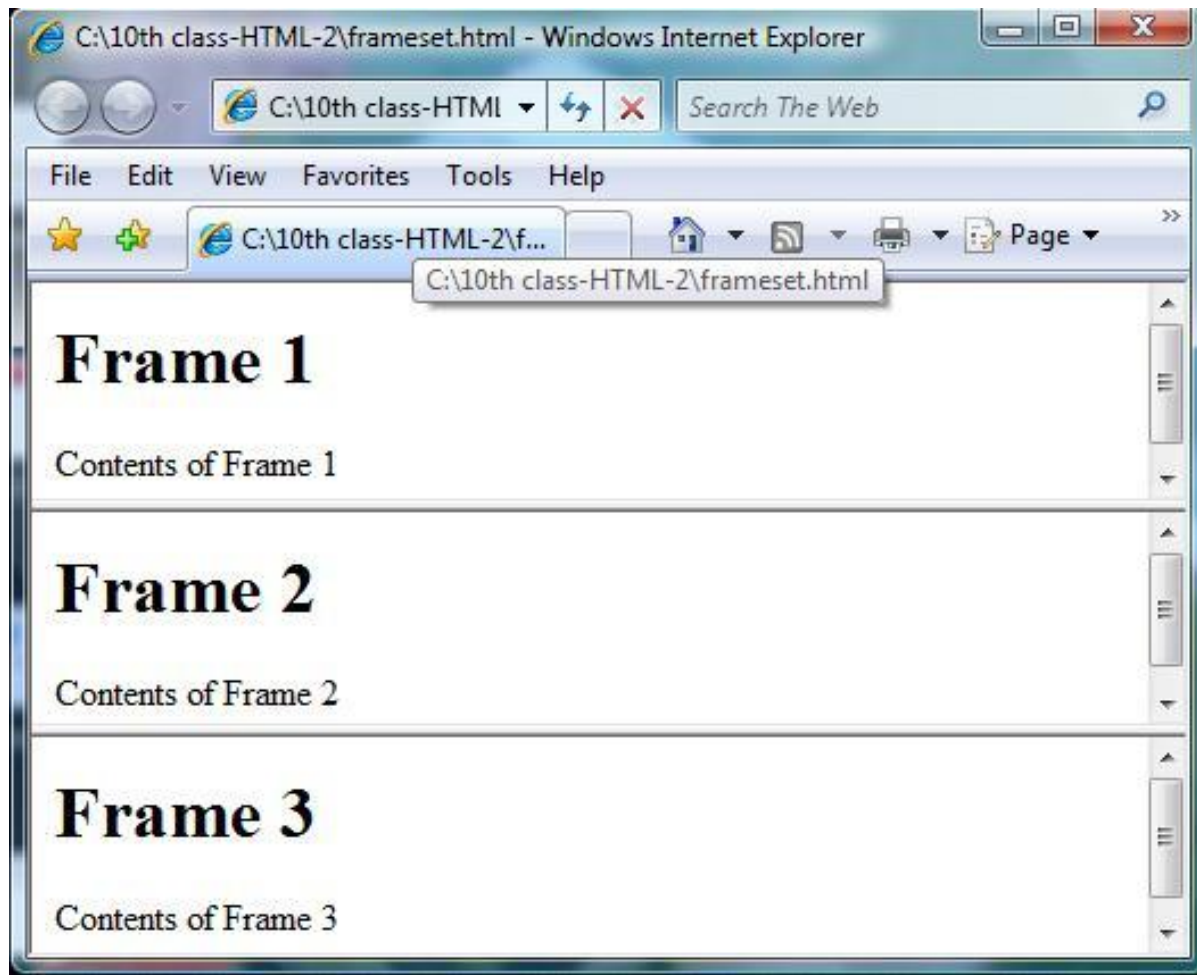 C:\10th class-HTML-2\frameset.html - Windows Internet Explorer
C:\10th class-HTML Search The Web
File Edit View Favorites Tools Help
C:\10th class-HTML-2\f... Page »
C:\10th class-HTML-2\frameset.html
Frame 1
Contents of Frame 1
Frame 2
Contents of Frame 2
Frame 3
Contents of Frame 3